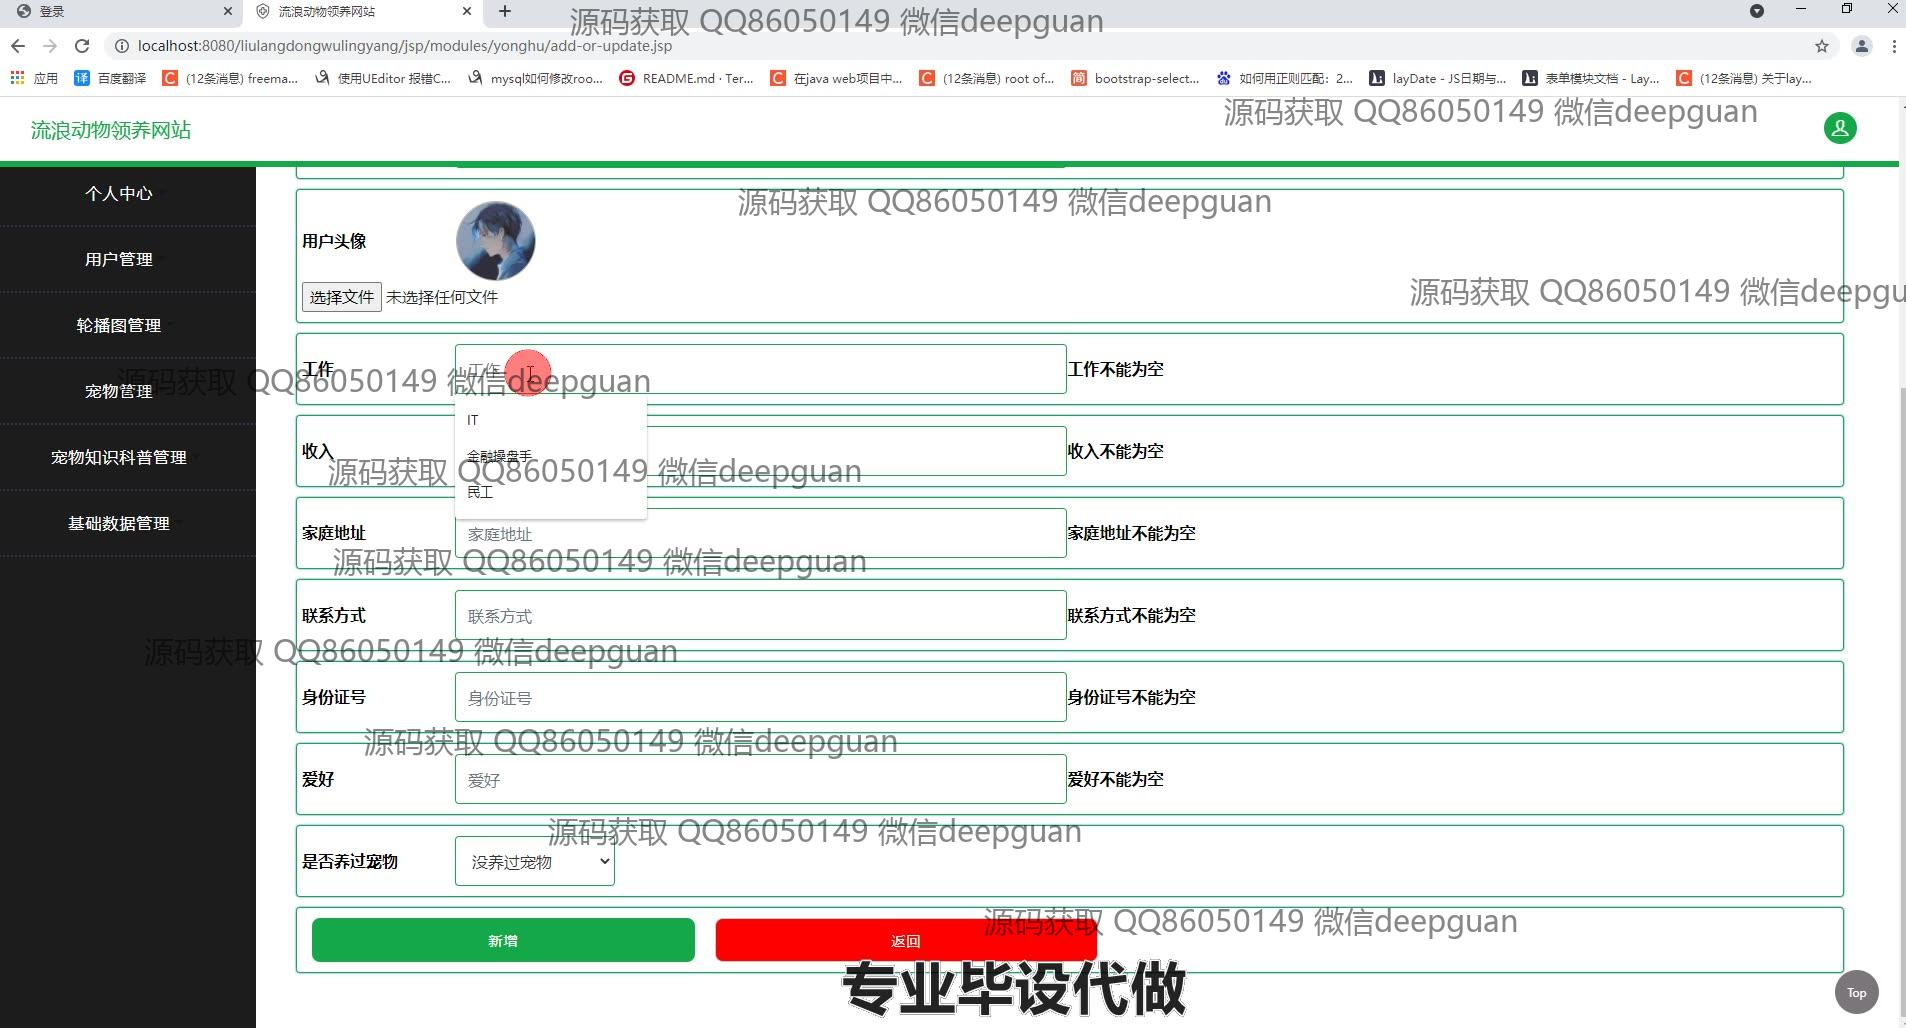 登录
流浪动物领养网站
源码获取 QQ86050149 微信deepguan
localhost:8080/liulangdongwulingyang/jsp/modules/yonghu/add-or-update.jsp
应用
百度翻译
(12条消息) freema...
使用UEditor 报错C...
mysql如何修改roo...
README.md · Ter...
在java web项目中...
(12条消息) root of...
bootstrap-select...
如何用正则匹配：2...
layDate - JS日期与...
表单模块文档 - Lay...
(12条消息) 关于lay...
源码获取 QQ86050149 微信deepguan
流浪动物领养网站
个人中心
源码获取 QQ86050149 微信deepguan
用户头像
用户管理
选择文件 未选择任何文件
源码获取 QQ86050149 微信deepgu
轮播图管理
工作
工作
工作不能为空
源码获取 QQ86050149 微信deepguan
宠物管理
IT
收入
收入不能为空
金融操盘手
宠物知识科普管理
源码获取 QQ86050149 微信deepguan
民工
基础数据管理
家庭地址
家庭地址
家庭地址不能为空
源码获取 QQ86050149 微信deepguan
联系方式
联系方式
联系方式不能为空
源码获取 QQ86050149 微信deepguan
身份证号
身份证号
身份证号不能为空
源码获取 QQ86050149 微信deepguan
爱好
爱好
爱好不能为空
源码获取 QQ86050149 微信deepguan
是否养过宠物
没养过宠物
源码获取 QQ86050149 微信deepguan
新增
返回
专业毕设代做
Top